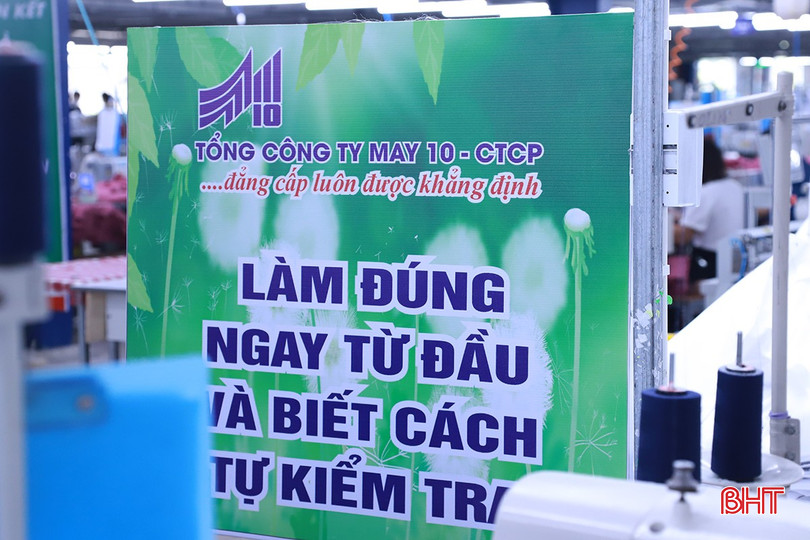 N KẾT
10
TỔNG CÔNG TY MAY 10 - CTCP
....đẳng cấp luôn được khẳng định
LÀM ĐÚNG
NGAY TỪ ĐẦU
VÀ BIẾT CÁCH
TỰ KIỂM TRA
BHT